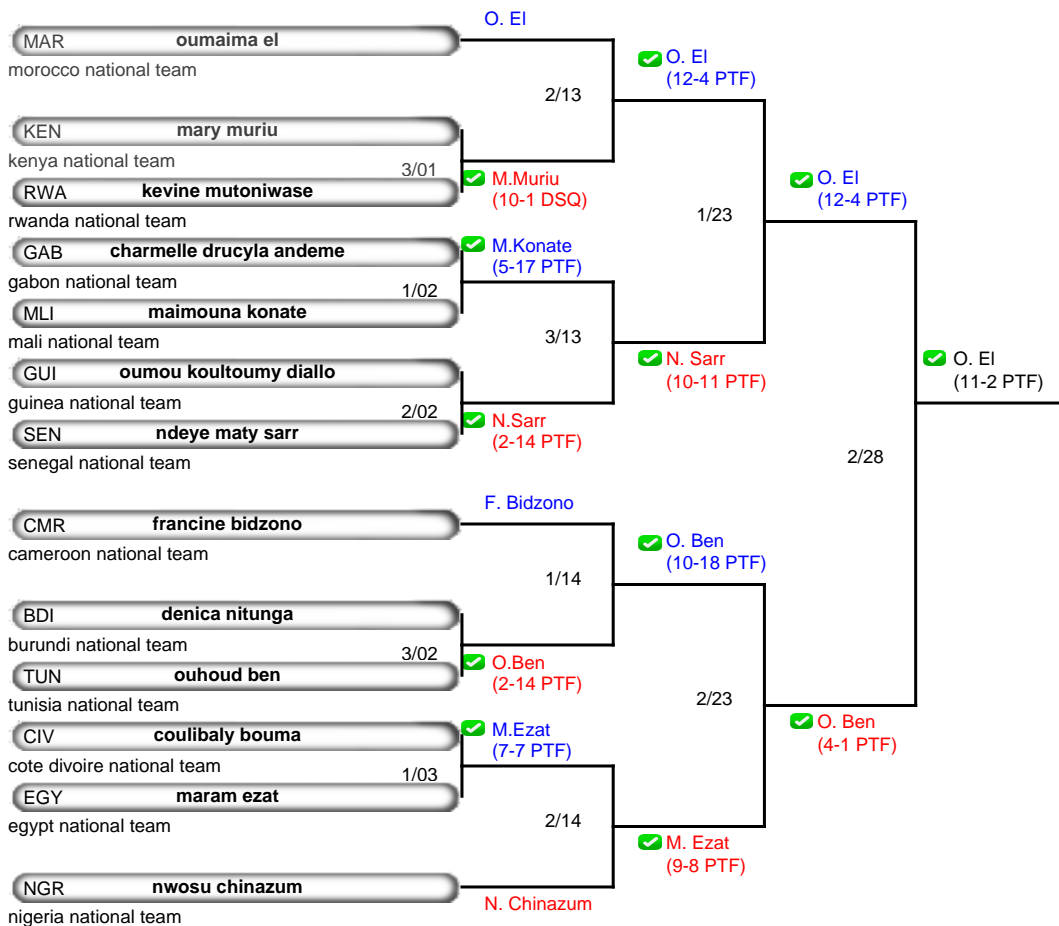 O. El
MAR oumaima el
morocco national team
O. El
(12-4 PTF)
2/13
KEN mary muriu
kenya national team
3/01
RWA kevine mutoniwase
rwanda national team
M.Muriu
(10-1 DSQ)
O. El
(12-4 PTF)
1/23
GAB charmelle drucyla andeme
gabon national team
M.Konate
(5-17 PTF)
1/02
MLI maimouna konate
mali national team
3/13
GUI oumou koultoumy diallo
guinea national team
N. Sarr
(10-11 PTF)
2/02
SEN ndeye maty sarr
senegal national team
N.Sarr
(2-14 PTF)
O. El
(11-2 PTF)
2/28
F. Bidzono
CMR francine bidzono
cameroon national team
O. Ben
(10-18 PTF)
1/14
BDI denica nitunga
burundi national team
3/02
TUN ouhoud ben
tunisia national team
O.Ben
(2-14 PTF)
2/23
O. Ben
(4-1 PTF)
CIV coulibaly bouma
cote divoire national team
M.Ezat
(7-7 PTF)
1/03
EGY maram ezat
egypt national team
2/14
M. Ezat
(9-8 PTF)
NGR nwosu chinazum
nigeria national team
N. Chinazum